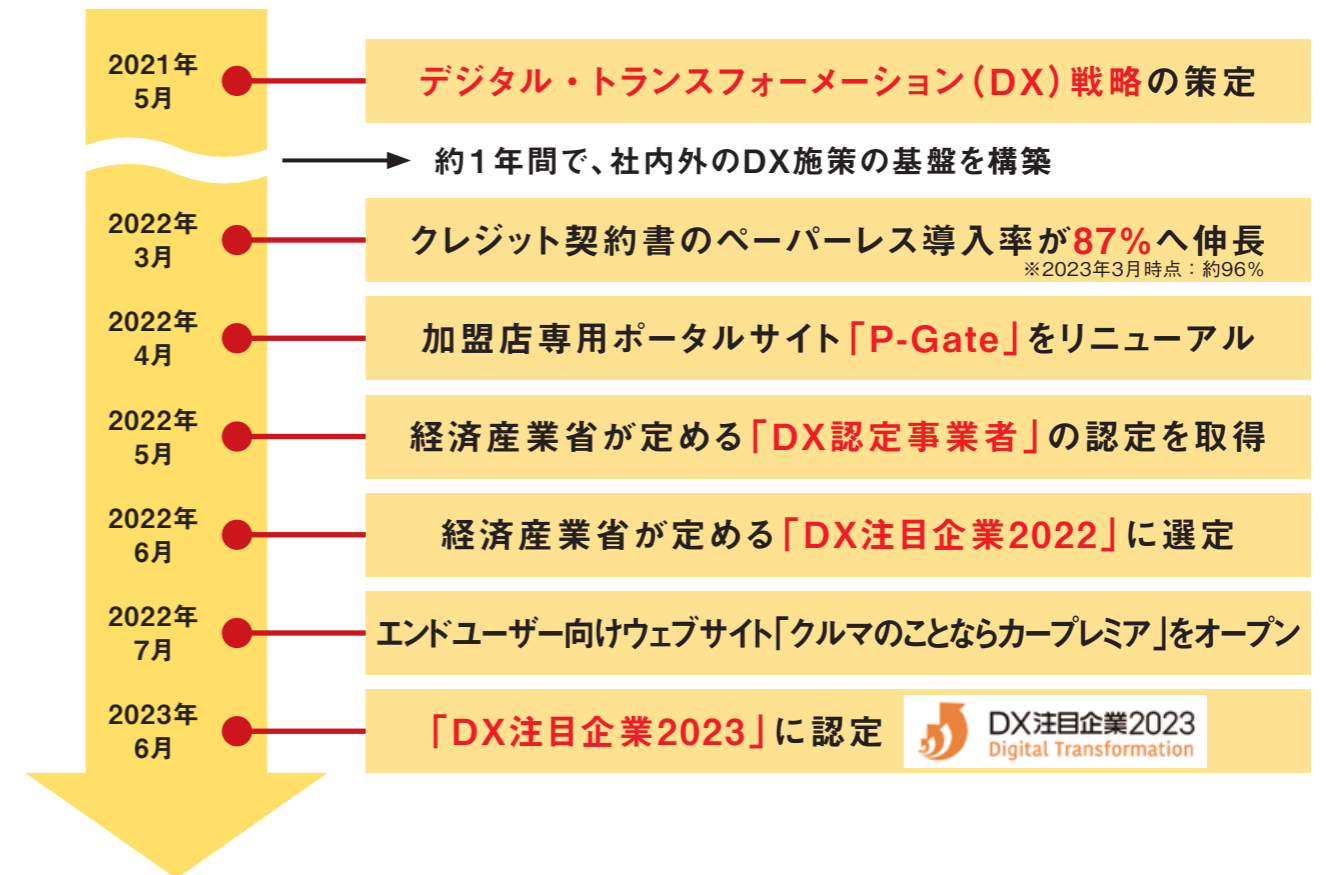 2021年
5月
デジタル・トランスフォーメーション(DX)戦略の策定
約1年間で、社内外のDX施策の基盤を構築
2022年
3月
クレジット契約書のペーパーレス導入率が87%へ伸長
※2023年3月時点：約96%
2022年
4月
加盟店専用ポータルサイト「P-Gate」をリニューアル
2022年
5月
経済産業省が定める「DX認定事業者」の認定を取得
2022年
6月
経済産業省が定める「DX注目企業2022」に選定
2022年
7月
エンドユーザー向けウェブサイト「クルマのことならカープレミア」をオープン
2023年
6月
「DX注目企業2023」に認定
DX注目企業2023
Digital Transformation